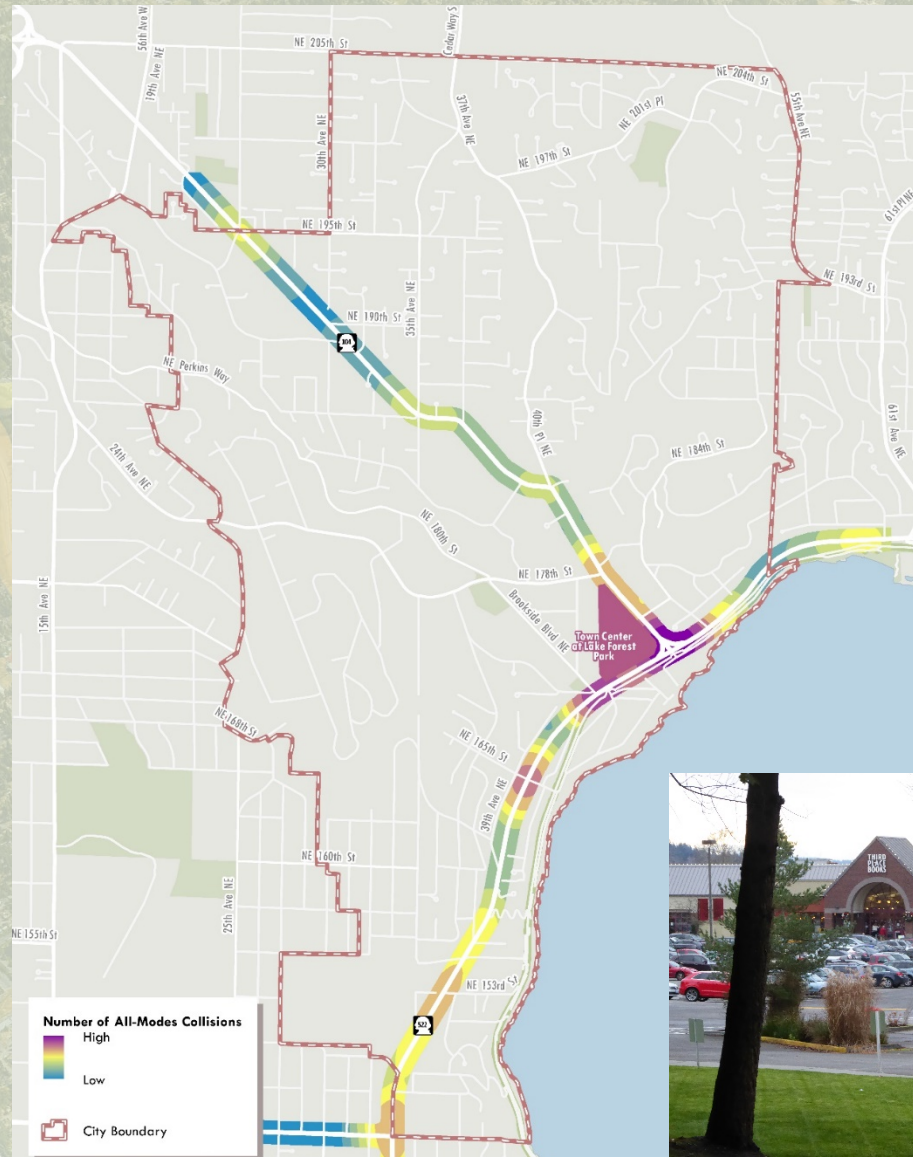 56th Ave W
19th Ave NE
NE 205th St
Cedar Way S
30th Ave NE
37th Ave NE
NE 204th St
NE 201st Pl
55th Ave NE
NE 197th St
61st Pl NE
NE 195th St
NE 193rd St
NE 190th St
35th Ave NE
104
NE Perkins Way
40th Pl NE
61st Ave NE
24th Ave NE
NE 184th St
NE 180th St
NE 178th St
15th Ave NE
Brookside Blvd NE
Town Center
at Lake Forest
Park
NE 168th St
NE 165th St
39th Ave NE
NE 160th St
25th Ave NE
NE 155th St
NE 153rd St
522
THIRD
PLACE
BOOKS
Number of All-Modes Collisions
High
Low
City Boundary